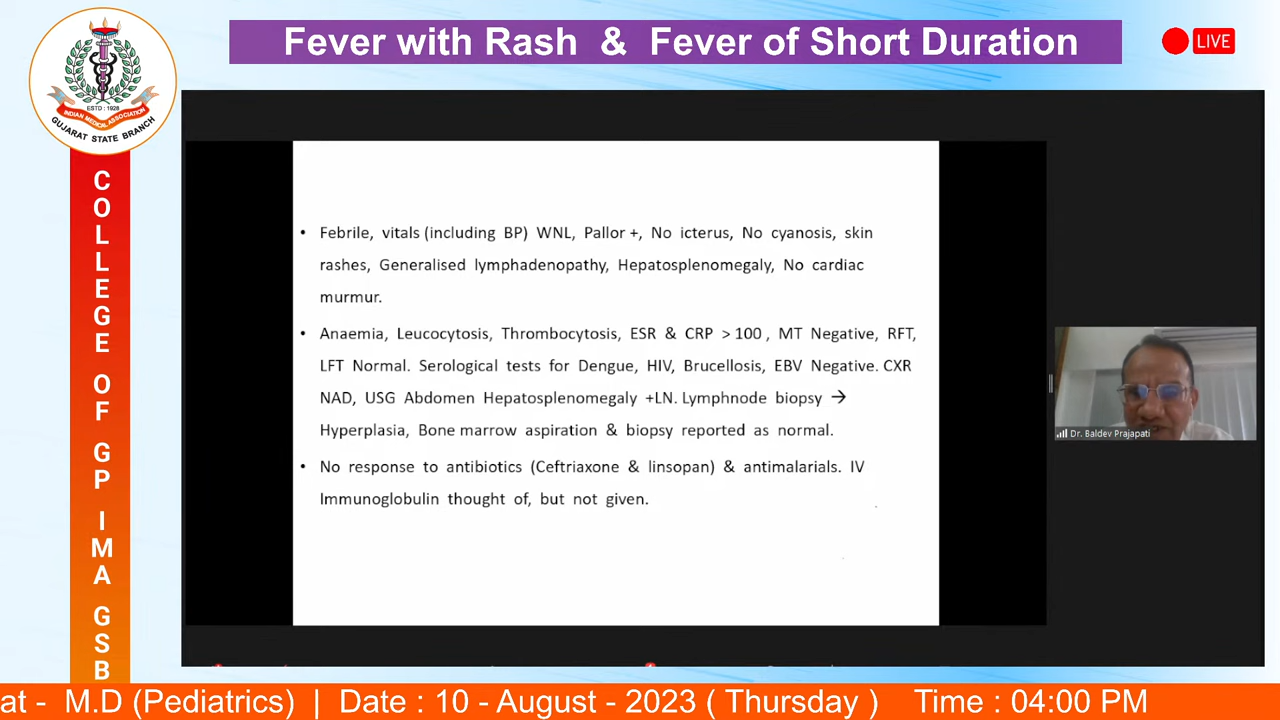 Fever with Rash & Fever of Short Duration
LIVE
ESTD : 1928
INDIAN MEDICAL ASSOCIATION
GUJARAT STATE BRANCH
COLLEGE OF GP IMA GSB
• Febrile, vitals (including BP) WNL, Pallor +, No icterus, No cyanosis, skin
rashes, Generalised lymphadenopathy, Hepatosplenomegaly, No cardiac
murmur.
• Anaemia, Leucocytosis, Thrombocytosis, ESR & CRP > 100 , MT Negative, RFT,
LFT Normal. Serological tests for Dengue, HIV, Brucellosis, EBV Negative. CXR
NAD, USG Abdomen Hepatosplenomegaly +LN. Lymphnode biopsy →
Hyperplasia, Bone marrow aspiration & biopsy reported as normal.
• No response to antibiotics (Ceftriaxone & linsopan) & antimalarials. IV
Immunoglobulin thought of, but not given.
Dr. Baldev Prajapati
at - M.D (Pediatrics) | Date : 10 - August - 2023 ( Thursday ) Time : 04:00 PM